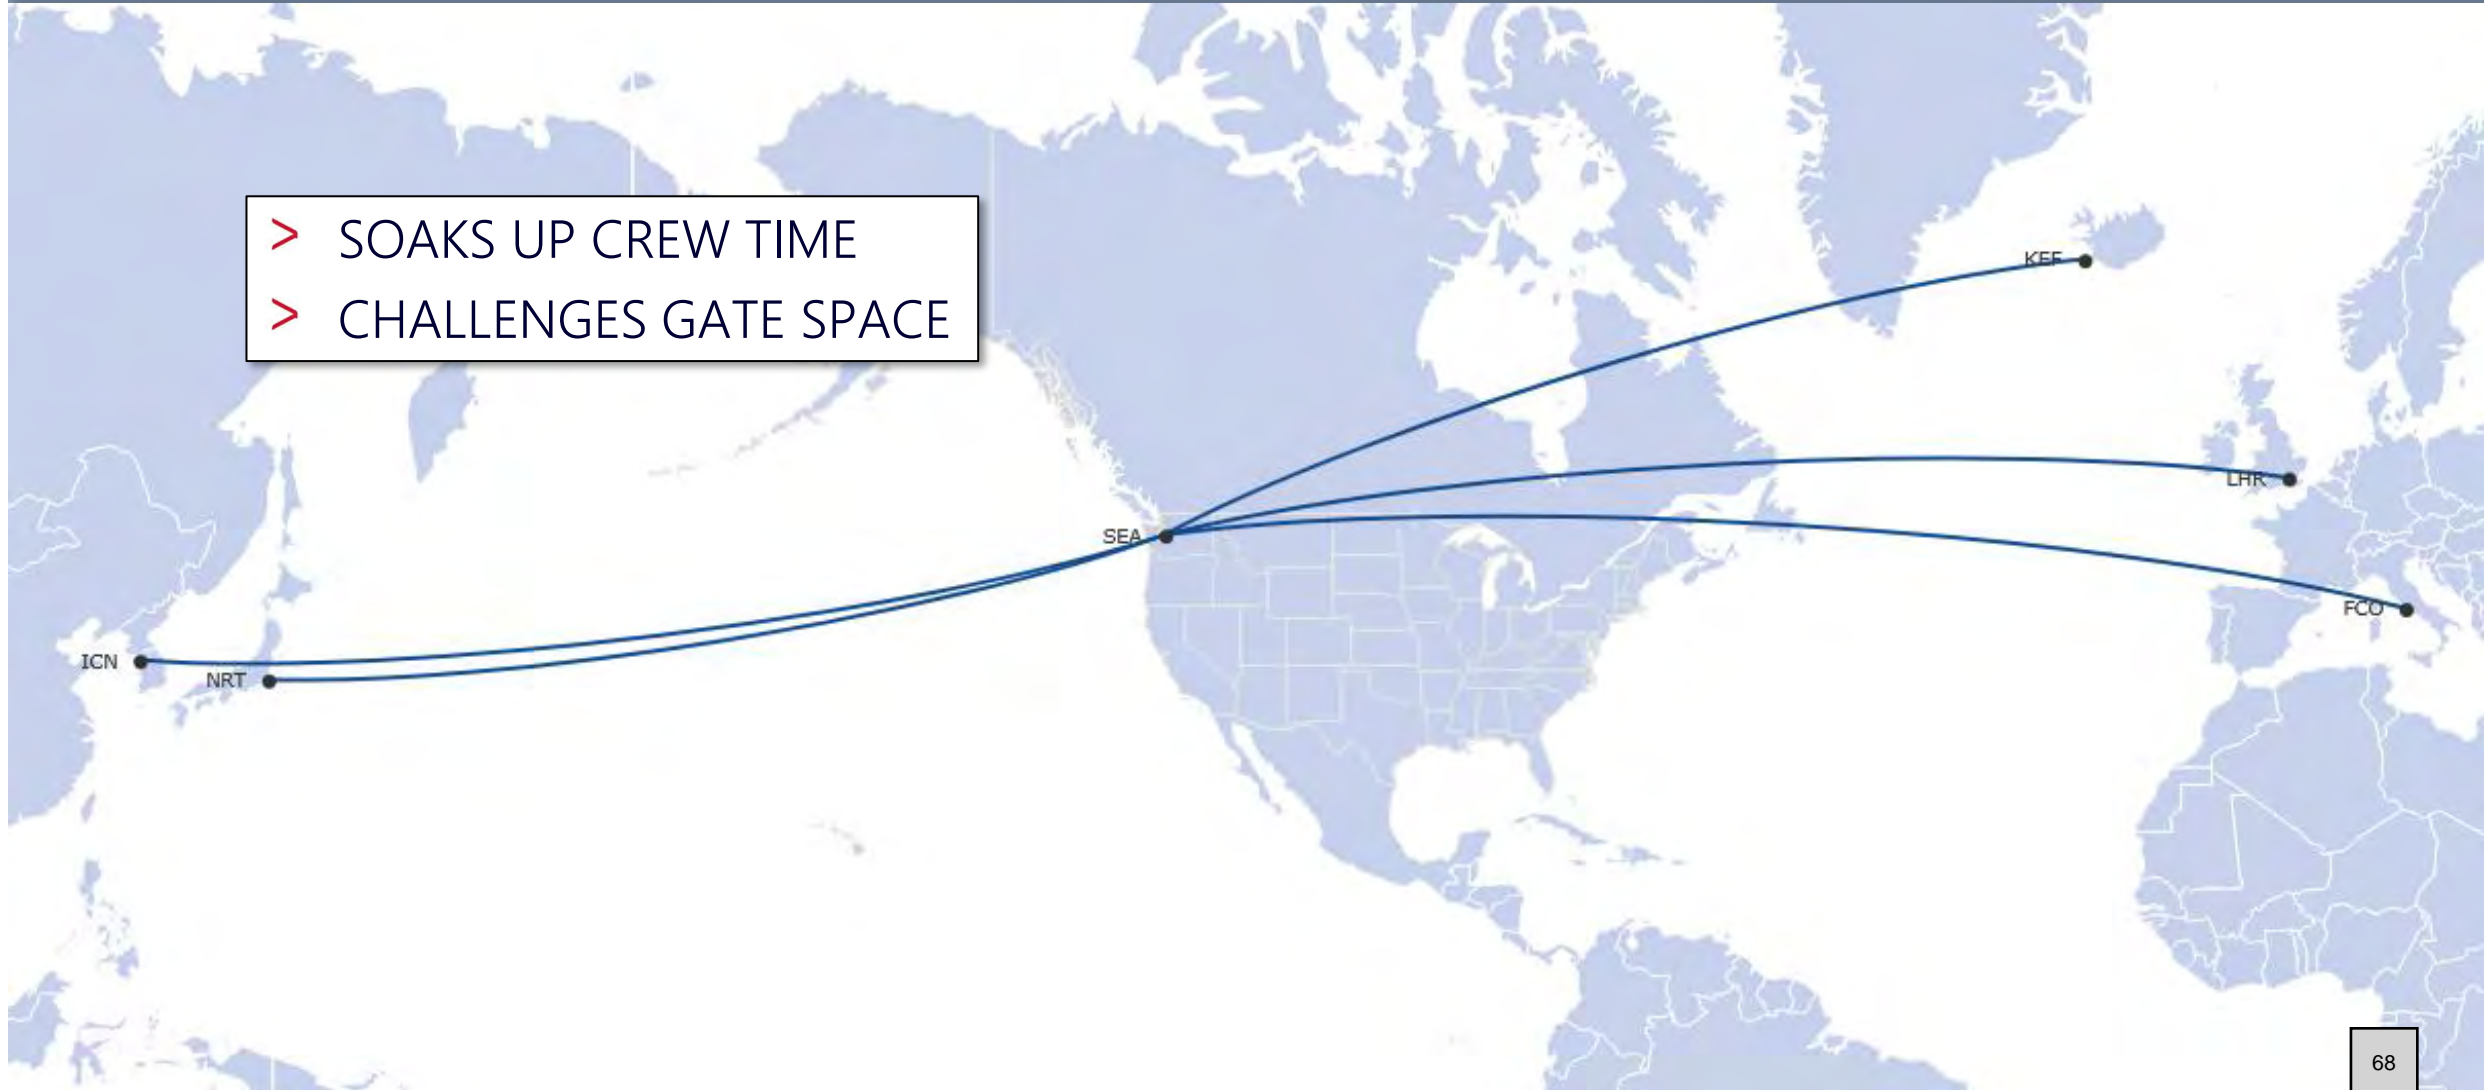 > SOAKS UP CREW TIME
> CHALLENGES GATE SPACE
KEF
LHR
SEA
FCO
ICN
NRT
68